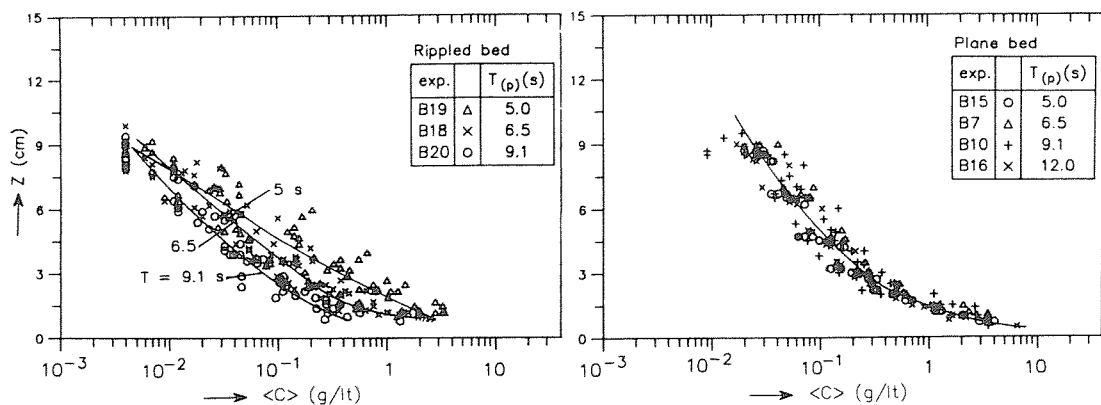 15
12
9
6
3
0
Z (cm)
Rippled bed
exp. T(p)(s)
B19 Δ 5.0
B18 × 6.5
B20 o 9.1
5 s
6.5
T = 9.1 s
10⁻³ 10⁻² 10⁻¹ 1 10
<C> (g/lt)
15
12
9
6
3
0
Plane bed
exp. T(p)(s)
B15 o 5.0
B7 Δ 6.5
B10 + 9.1
B16 × 12.0
10⁻³ 10⁻² 10⁻¹ 1 10
<C> (g/lt)